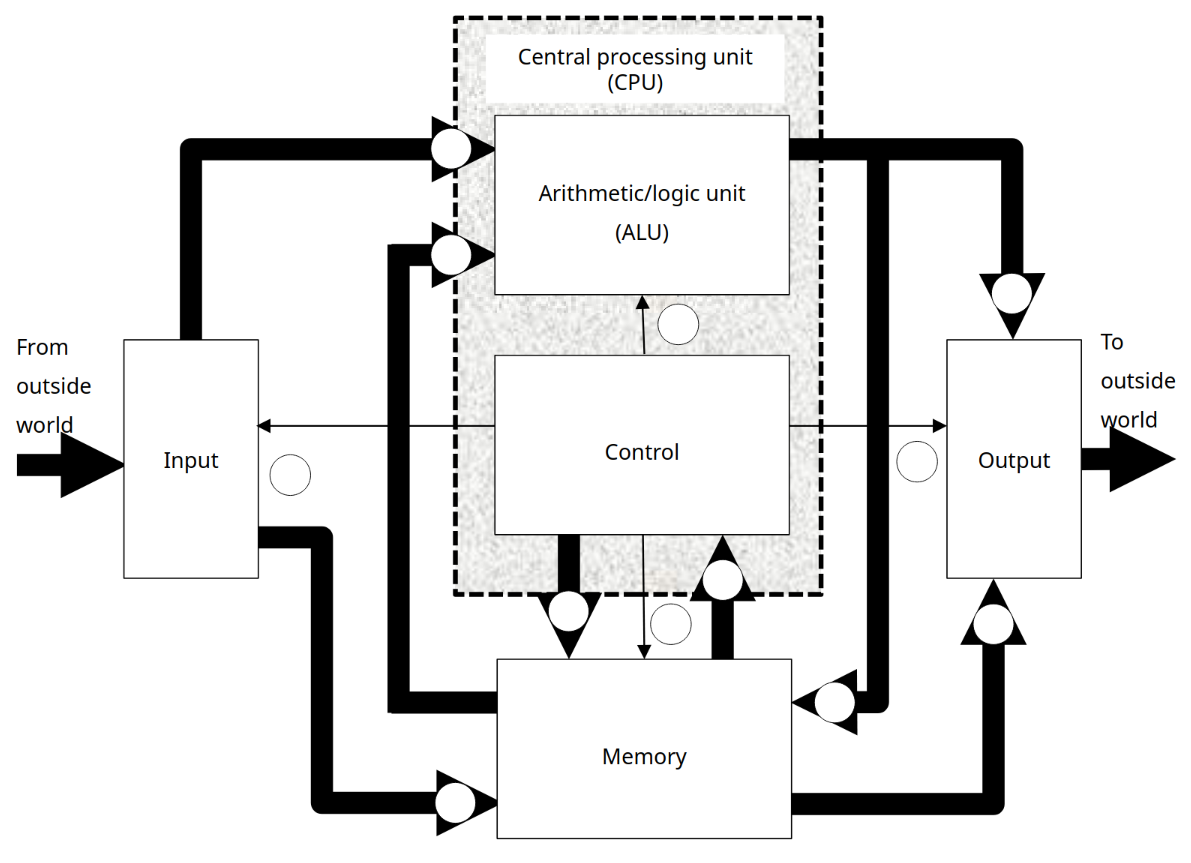 Central processing unit
(CPU)
Arithmetic/logic unit
(ALU)
From
outside
world
To
outside
world
Input
Control
Output
Memory